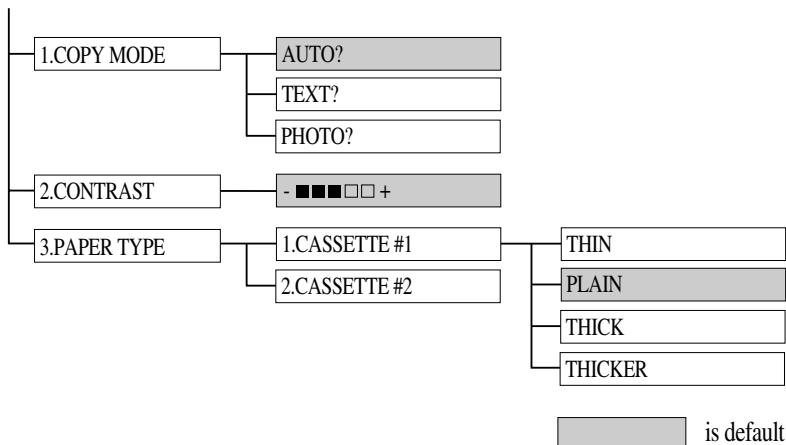 1.COPY MODE
AUTO?
TEXT?
PHOTO?
2.CONTRAST
- ■■■□□ +
3.PAPER TYPE
1.CASSETTE #1
2.CASSETTE #2
THIN
PLAIN
THICK
THICKER
is default